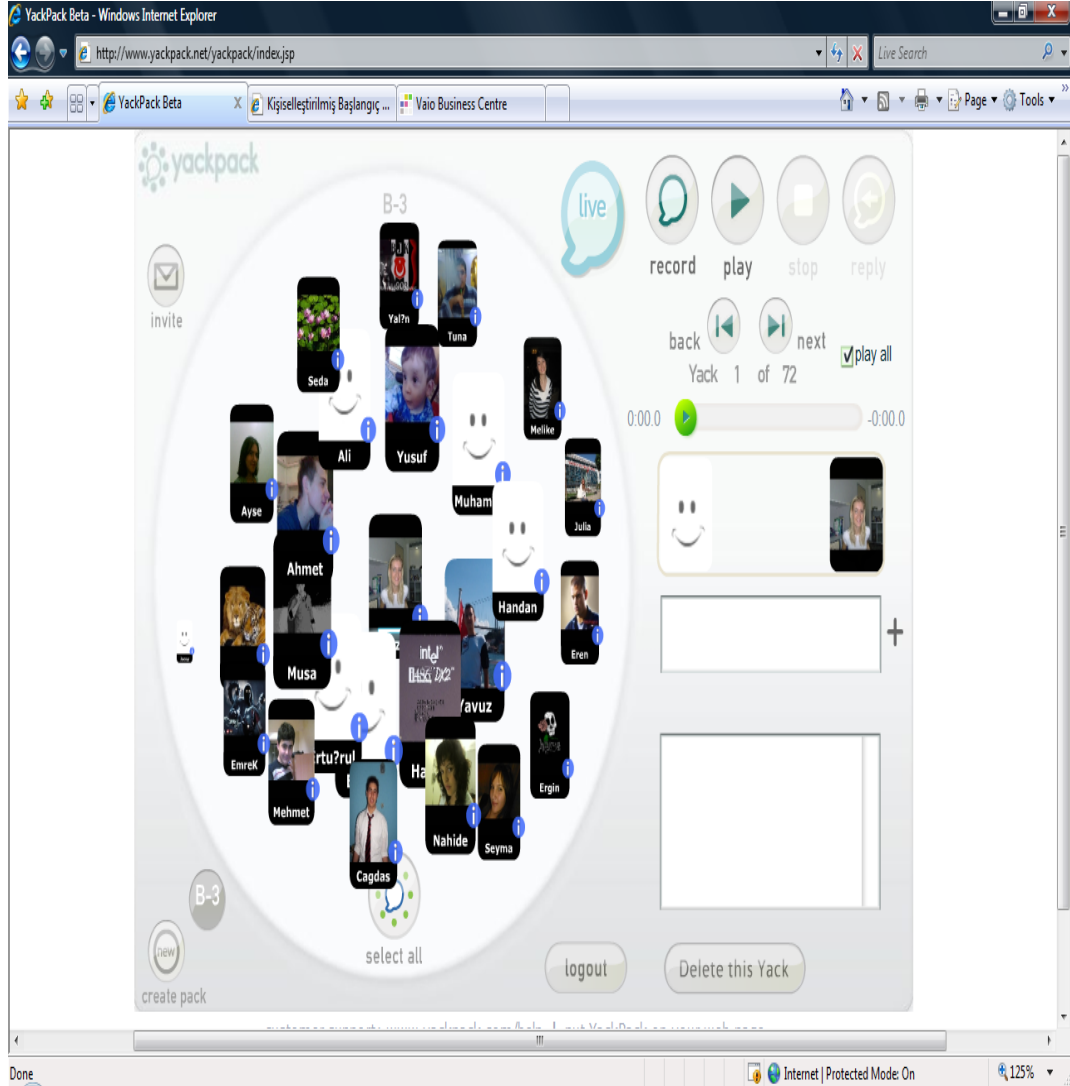 YackPack Beta - Windows Internet Explorer
http://www.yackpack.net/yackpack/index.jsp
Live Search
YackPack Beta
X
Kişiselleştirilmiş Başlangıç ...
Vaio Business Centre
Page
Tools
yackpack
B-3
live
record
play
stop
reply
invite
back
next
play all
Yack 1 of 72
0:00.0
-0:00.0
Yal?n
Tuna
Seda
Melike
Ali
Yusuf
Muham
Ayse
Julia
Ahmet
Handan
Eren
Musa
intel
Yavuz
EmreK
rtu?rul
Ha
Ergin
Mehmet
Nahide
Seyma
Cagdas
B-3
select all
new
create pack
logout
Delete this Yack
Done
Internet | Protected Mode: On
125%